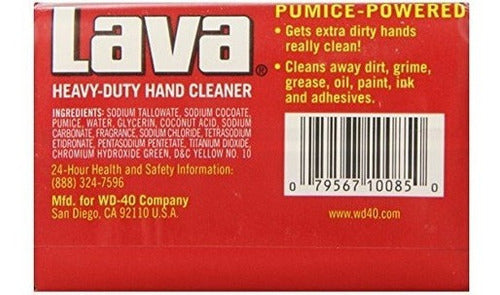 Lava®
HEAVY-DUTY HAND CLEANER
INGREDIENTS: SODIUM TALLOWATE, SODIUM COCOATE,
PUMICE, WATER, GLYCERIN, COCONUT ACID, SODIUM
CARBONATE, FRAGRANCE, SODIUM CHLORIDE, TETRASODIUM
ETIDRONATE, PENTASODIUM PENTETATE, TITANIUM DIOXIDE,
CHROMIUM HYDROXIDE GREEN, D&C YELLOW NO. 10
24-Hour Health and Safety Information:
(888) 324-7596
Mfd. for WD-40 Company
San Diego, CA 92110 U.S.A.
PUMICE-POWERED
• Gets extra dirty hands
really clean!
• Cleans away dirt, grime,
grease, oil, paint, ink
and adhesives.
0 79567 10085 0
www.wd40.com